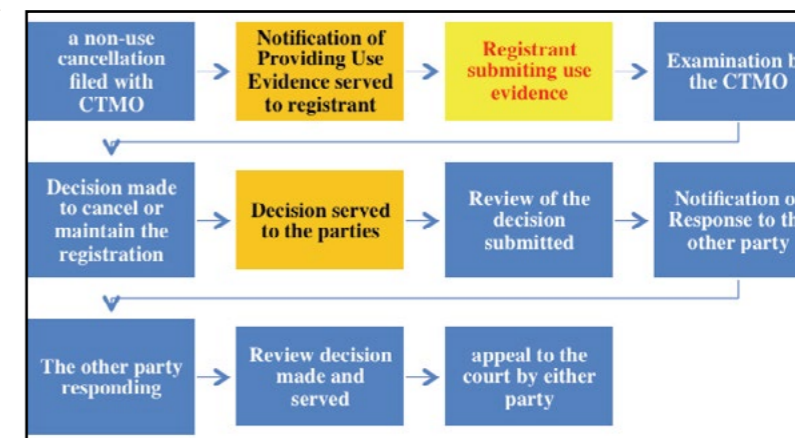 a non-use
cancellation
filed with
CTMO
Notification of
Providing Use
Evidence served
to registrant
Registrant
submiting use
evidence
Examination
the CTMO
Decision made
to cancel or
maintain the
registration
Decision served
to the parties
Review of the
decision
submitted
Notification
Response to
other party
The other party
responding
Review decision
made and
served
appeal to the
court by either
party